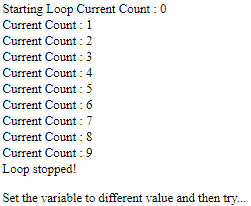 Starting Loop Current Count : 0
Current Count : 1
Current Count : 2
Current Count : 3
Current Count : 4
Current Count : 5
Current Count : 6
Current Count : 7
Current Count : 8
Current Count : 9
Loop stopped!
Set the variable to different value and then try...